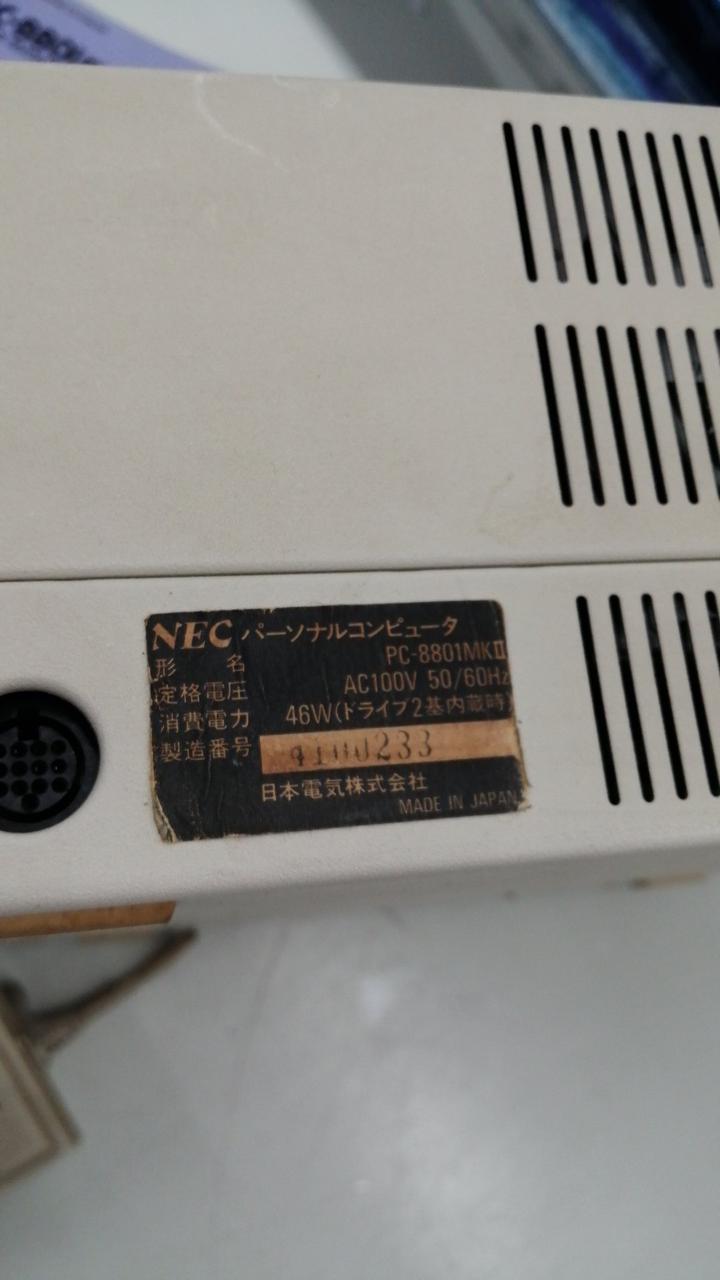 NEC パーソナルコンピュータ
形 名 PC-8801MKⅡ
定格電圧 AC100V 50/60Hz
消費電力 46W(ドライブ2基内蔵時)
製造番号
日本電気株式会社
MADE IN JAPAN